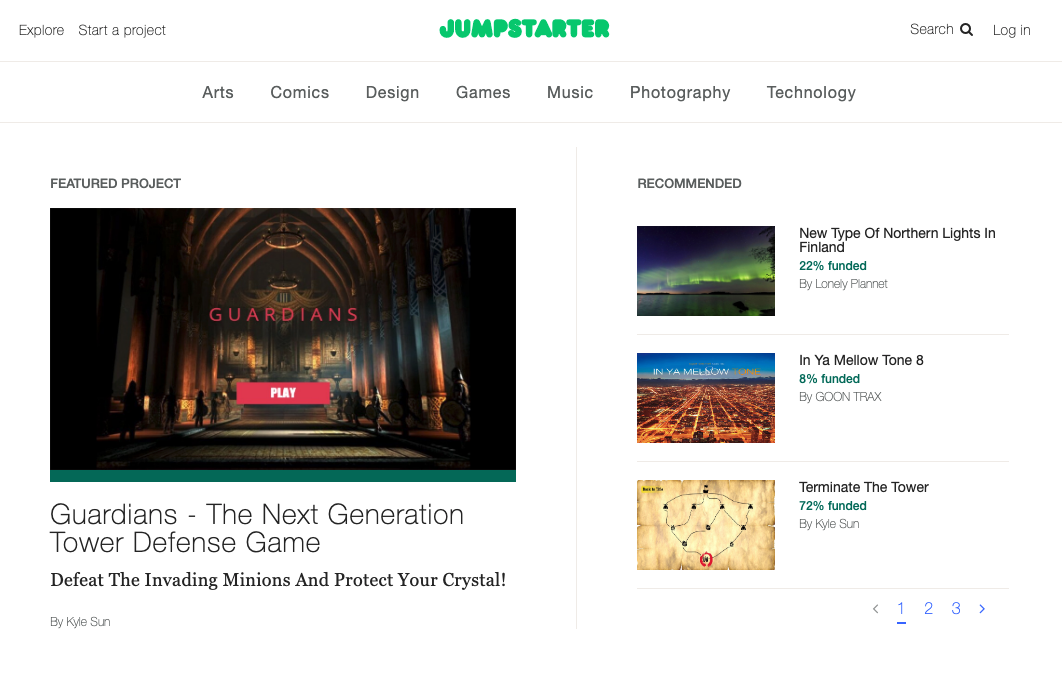 Explore Start a project
JUMPSTARTER
Search Log in
Arts Comics Design Games Music Photography Technology
FEATURED PROJECT
GUARDIANS
PLAY
Guardians - The Next Generation
Tower Defense Game
Defeat The Invading Minions And Protect Your Crystal!
By Kyle Sun
RECOMMENDED
New Type Of Northern Lights In
Finland
22% funded
By Lonely Plannet
IN YA MELLOW TONE
In Ya Mellow Tone 8
8% funded
By GOON TRAX
Terminate The Tower
72% funded
By Kyle Sun
< 1 2 3 >